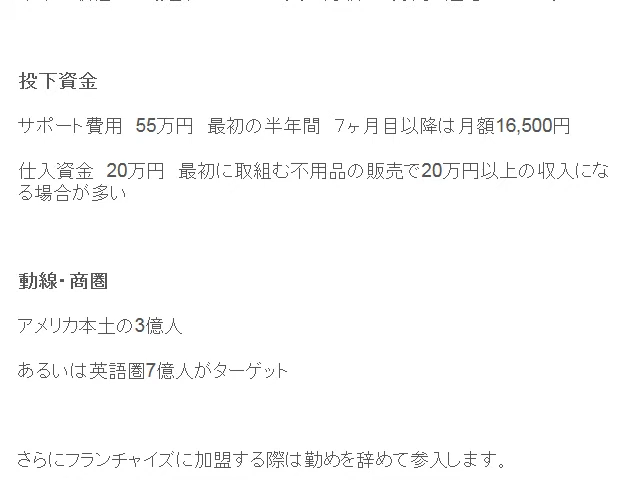 投下資金
サポート費用　55万円　最初の半年間　7ヶ月目以降は月額16,500円
仕入資金　20万円　最初に取組む不用品の販売で20万円以上の収入にな
る場合が多い
動線・商圏
アメリカ本土の3億人
あるいは英語圏7億人がターゲット
さらにフランチャイズに加盟する際は勤めを辞めて参入します。